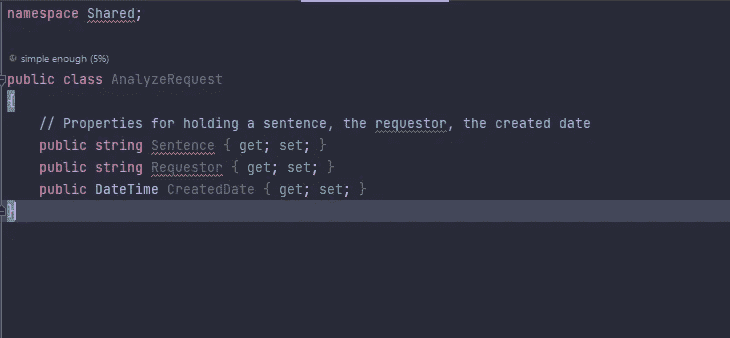 namespace Shared;
simple enough (5%)
public class AnalyzeRequest
{
// Properties for holding a sentence, the requestor, the created date
public string Sentence { get; set; }
public string Requestor { get; set; }
public DateTime CreatedDate { get; set; }
}